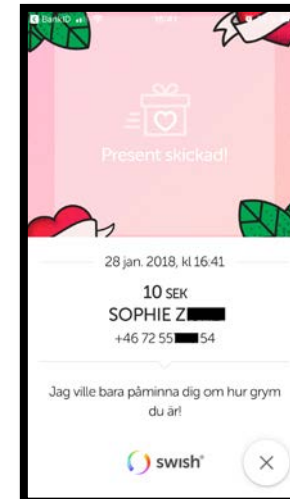 BankID
16:41
Present skickad!
28 jan. 2018, kl 16:41
10 SEK
SOPHIE Z
+46 72 55 54
Jag ville bara påminna dig om hur grym
du är!
swish®